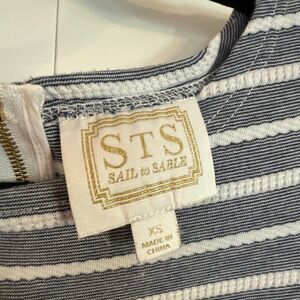 STS
SAIL to SABLE
XS
MADE IN
CHINA